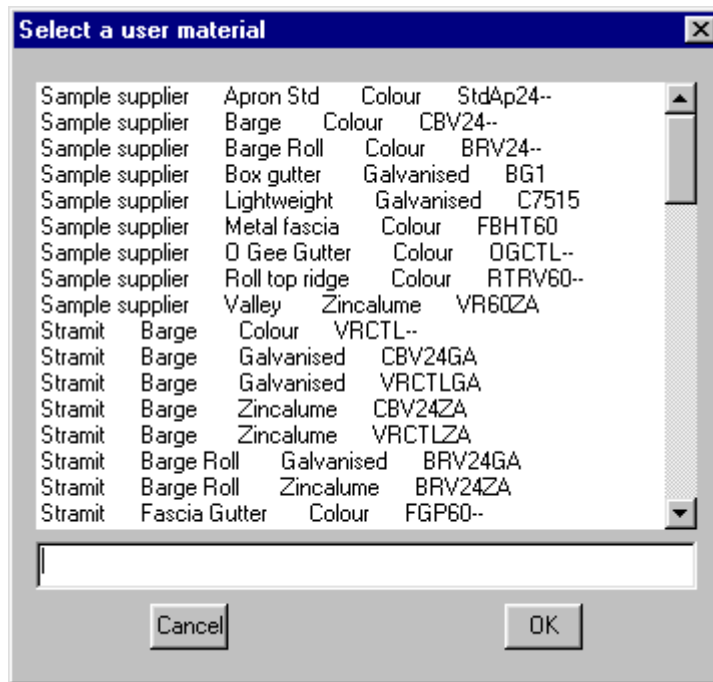 Select a user material
Sample supplier Apron Std Colour StdAp24--
Sample supplier Barge Colour CBV24--
Sample supplier Barge Roll Colour BRV24--
Sample supplier Box gutter Galvanised BG1
Sample supplier Lightweight Galvanised C7515
Sample supplier Metal fascia Colour FBHT60
Sample supplier O Gee Gutter Colour OGCTL--
Sample supplier Roll top ridge Colour RTRV60--
Sample supplier Valley Zincalume VR60ZA
Stramit Barge Colour VRCTL--
Stramit Barge Galvanised CBV24GA
Stramit Barge Galvanised VRCTLGA
Stramit Barge Zincalume CBV24ZA
Stramit Barge Zincalume VRCTLZA
Stramit Barge Roll Galvanised BRV24GA
Stramit Barge Roll Zincalume BRV24ZA
Stramit Fascia Gutter Colour FGP60--
Cancel OK